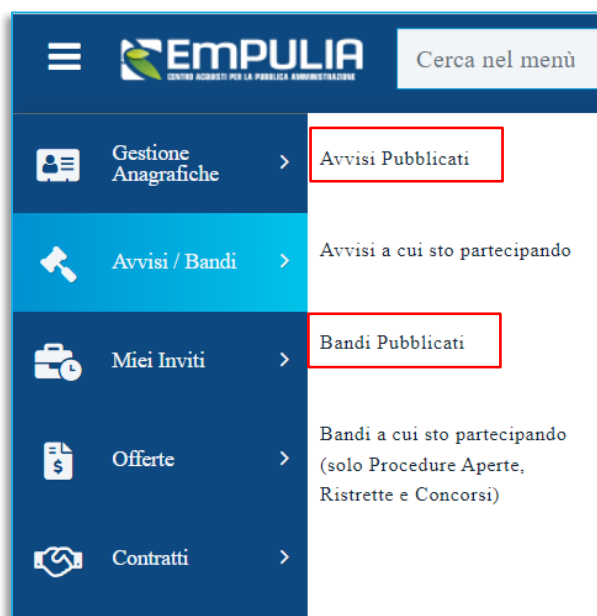 EMPULIA
CENTRO ACQUISTI PER LA PUBBLICA AMMINISTRAZIONE
Cerca nel menù
Gestione
Anagrafiche
Avvisi / Bandi
Miei Inviti
Offerte
Contratti
Avvisi Pubblicati
Avvisi a cui sto partecipando
Bandi Pubblicati
Bandi a cui sto partecipando
(solo Procedure Aperte,
Ristrette e Concorsi)